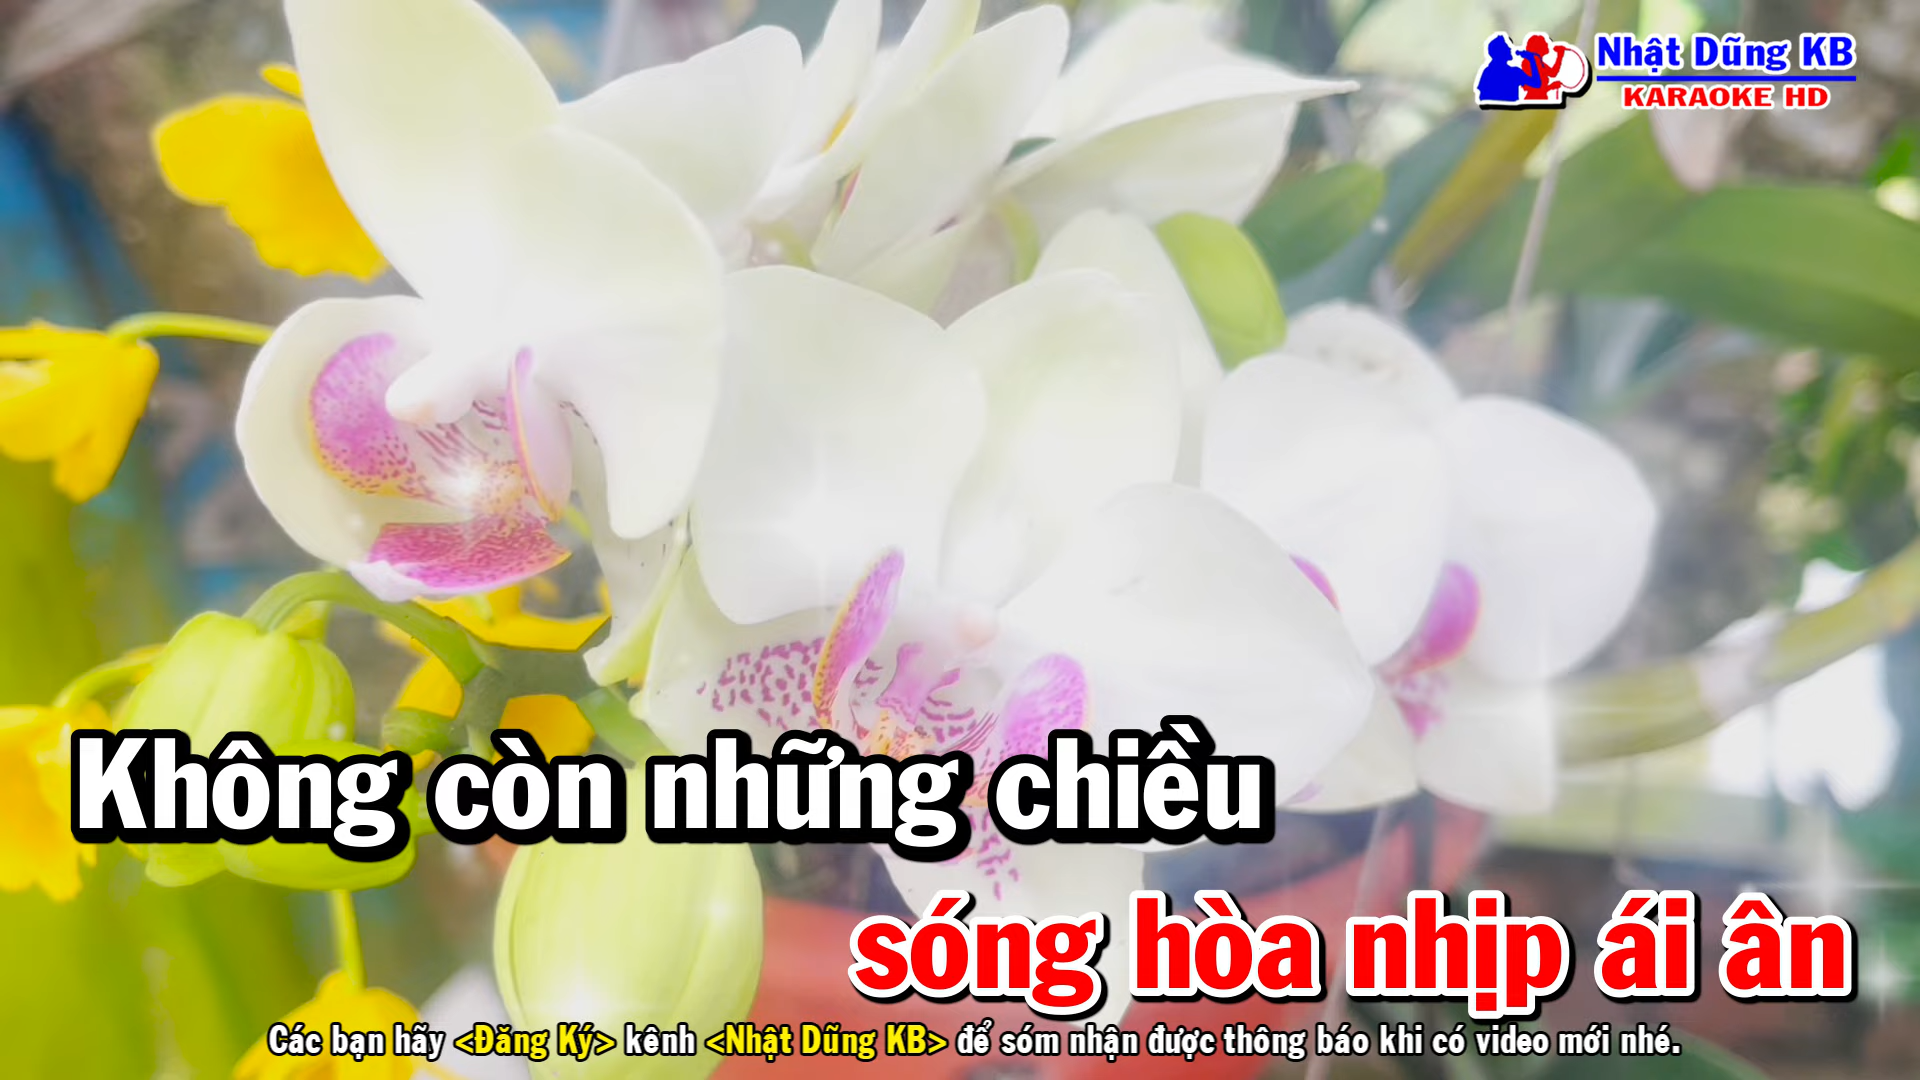 Nhật Dũng KB
KARAOKE HD
Không còn những chiều
sóng hòa nhịp ái ân
Các bạn hãy <Đăng Ký> kênh <Nhật Dũng KB> để sóm nhận được thông báo khi có video mới nhé.